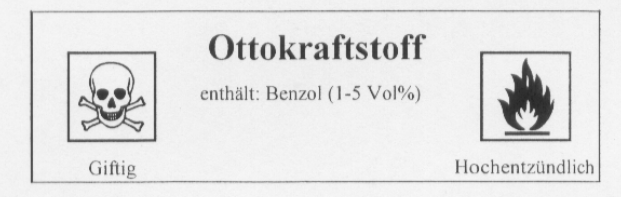 Ottokraftstoff
enthält: Benzol (1-5 Vol%)
Giftig
Hochentzündlich